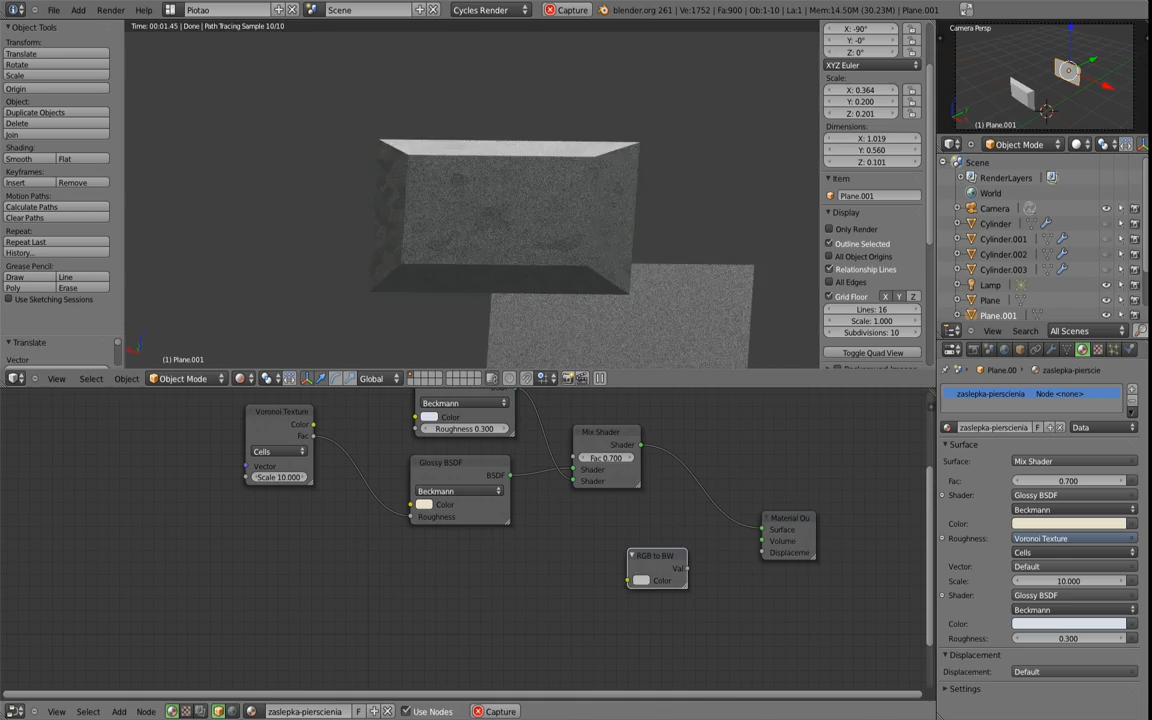 File Add Render Help Piotao Scene Cycles Render Capture blender.org 261 | Ve:1752 | Fa:900 | Ob:1-10 | La:1 | Mem:14.50M (30.23M) | Plane.001
Object Tools
Transform:
Translate
Rotate
Scale
Origin
Object:
Duplicate Objects
Delete
Join
Shading:
Smooth Flat
Keyframes:
Insert Remove
Motion Paths:
Calculate Paths
Clear Paths
Repeat:
Repeat Last
History...
Grease Pencil:
Draw Line
Poly Erase
Use Sketching Sessions
Translate
Vector
Time: 00:01.45 | Done | Path Tracing Sample 10/10
(1) Plane.001
X: -90°
Y: -0°
Z: 0°
XYZ Euler
Scale:
X: 0.364
Y: 0.200
Z: 0.201
Dimensions:
X: 1.019
Y: 0.560
Z: 0.101
Item
Plane.001
Display
Only Render
Outline Selected
All Object Origins
Relationship Lines
All Edges
Grid Floor X Y Z
Lines: 16
Scale: 1.000
Subdivisions: 10
Toggle Quad View
Camera Persp
(1) Plane.001
Object Mode
Scene
RenderLayers
World
Camera
Cylinder
Cylinder.001
Cylinder.002
Cylinder.003
Lamp
Plane
Plane.001
View Search All Scenes
View Select Object Object Mode Global
Voronoi Texture
Color
Fac
Cells
Vector
Scale 10.000
Beckmann
Color
Roughness 0.300
Glossy BSDF
BSDF
Beckmann
Color
Roughness
Mix Shader
Shader
Fac 0.700
Shader
Shader
RGB to BW
Val
Color
Material Ou
Surface
Volume
Displaceme
Plane.00 zaslepka-pierscie
zaslepka-pierscienia Node <none>
zaslepka-pierscienia F Data
Surface
Surface: Mix Shader
Fac: 0.700
Shader: Glossy BSDF
Beckmann
Color:
Roughness: Voronoi Texture
Cells
Vector: Default
Scale: 10.000
Shader: Glossy BSDF
Beckmann
Color:
Roughness: 0.300
Displacement
Displacement: Default
Settings
View Select Add Node zaslepka-pierscienia F Use Nodes Capture